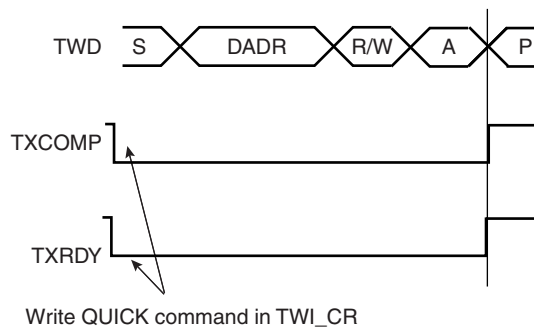 TWD S DADR R/W A P
TXCOMP
TXRDY
Write QUICK command in TWI_CR